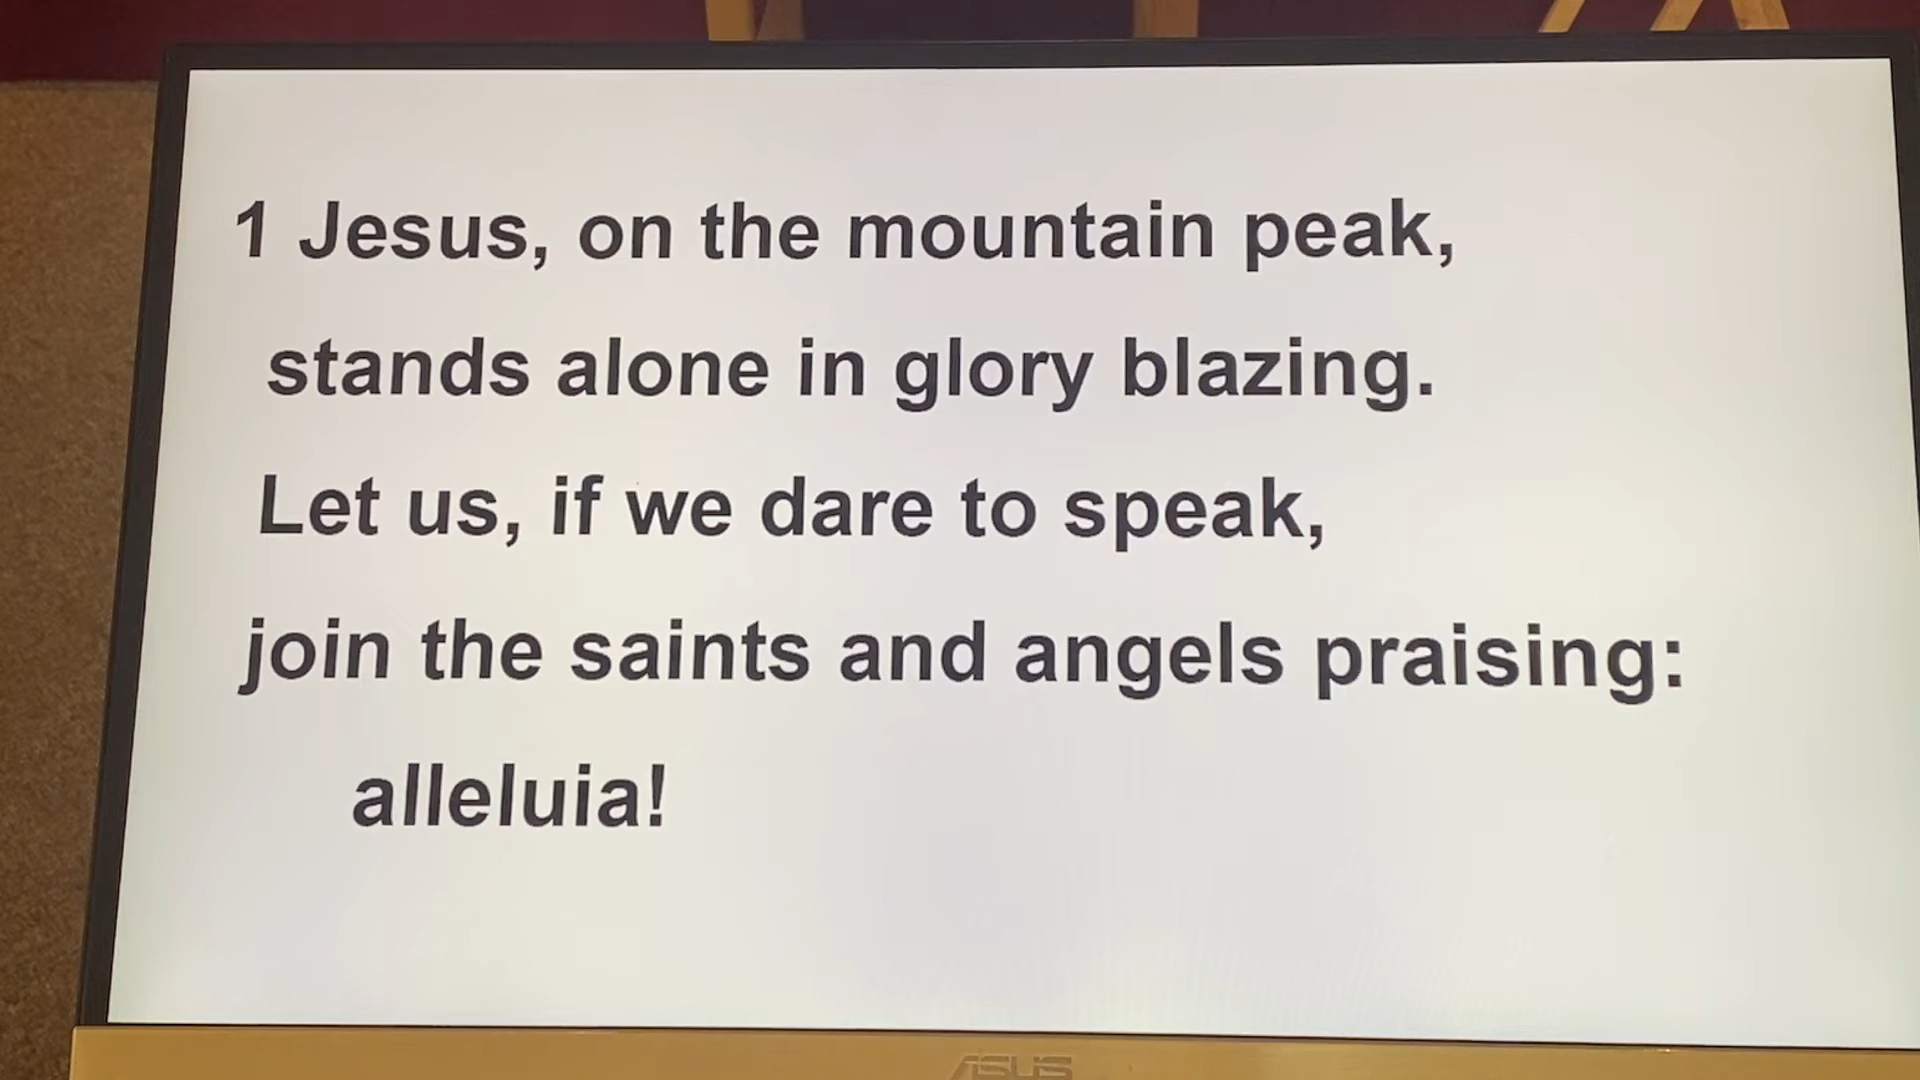 1 Jesus, on the mountain peak,
stands alone in glory blazing.
Let us, if we dare to speak,
join the saints and angels praising:
alleluia!
ASUS